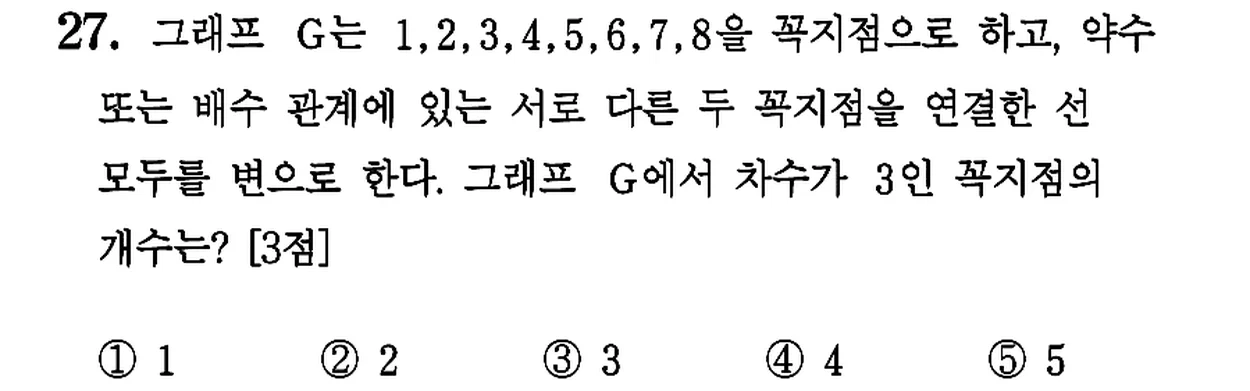 27. 그래프 G는 1, 2, 3, 4, 5, 6, 7, 8을 꼭지점으로 하고, 약수
또는 배수 관계에 있는 서로 다른 두 꼭지점을 연결한 선
모두를 변으로 한다. 그래프 G에서 차수가 3인 꼭지점의
개수는? [3점]
① 1 ② 2 ③ 3 ④ 4 ⑤ 5